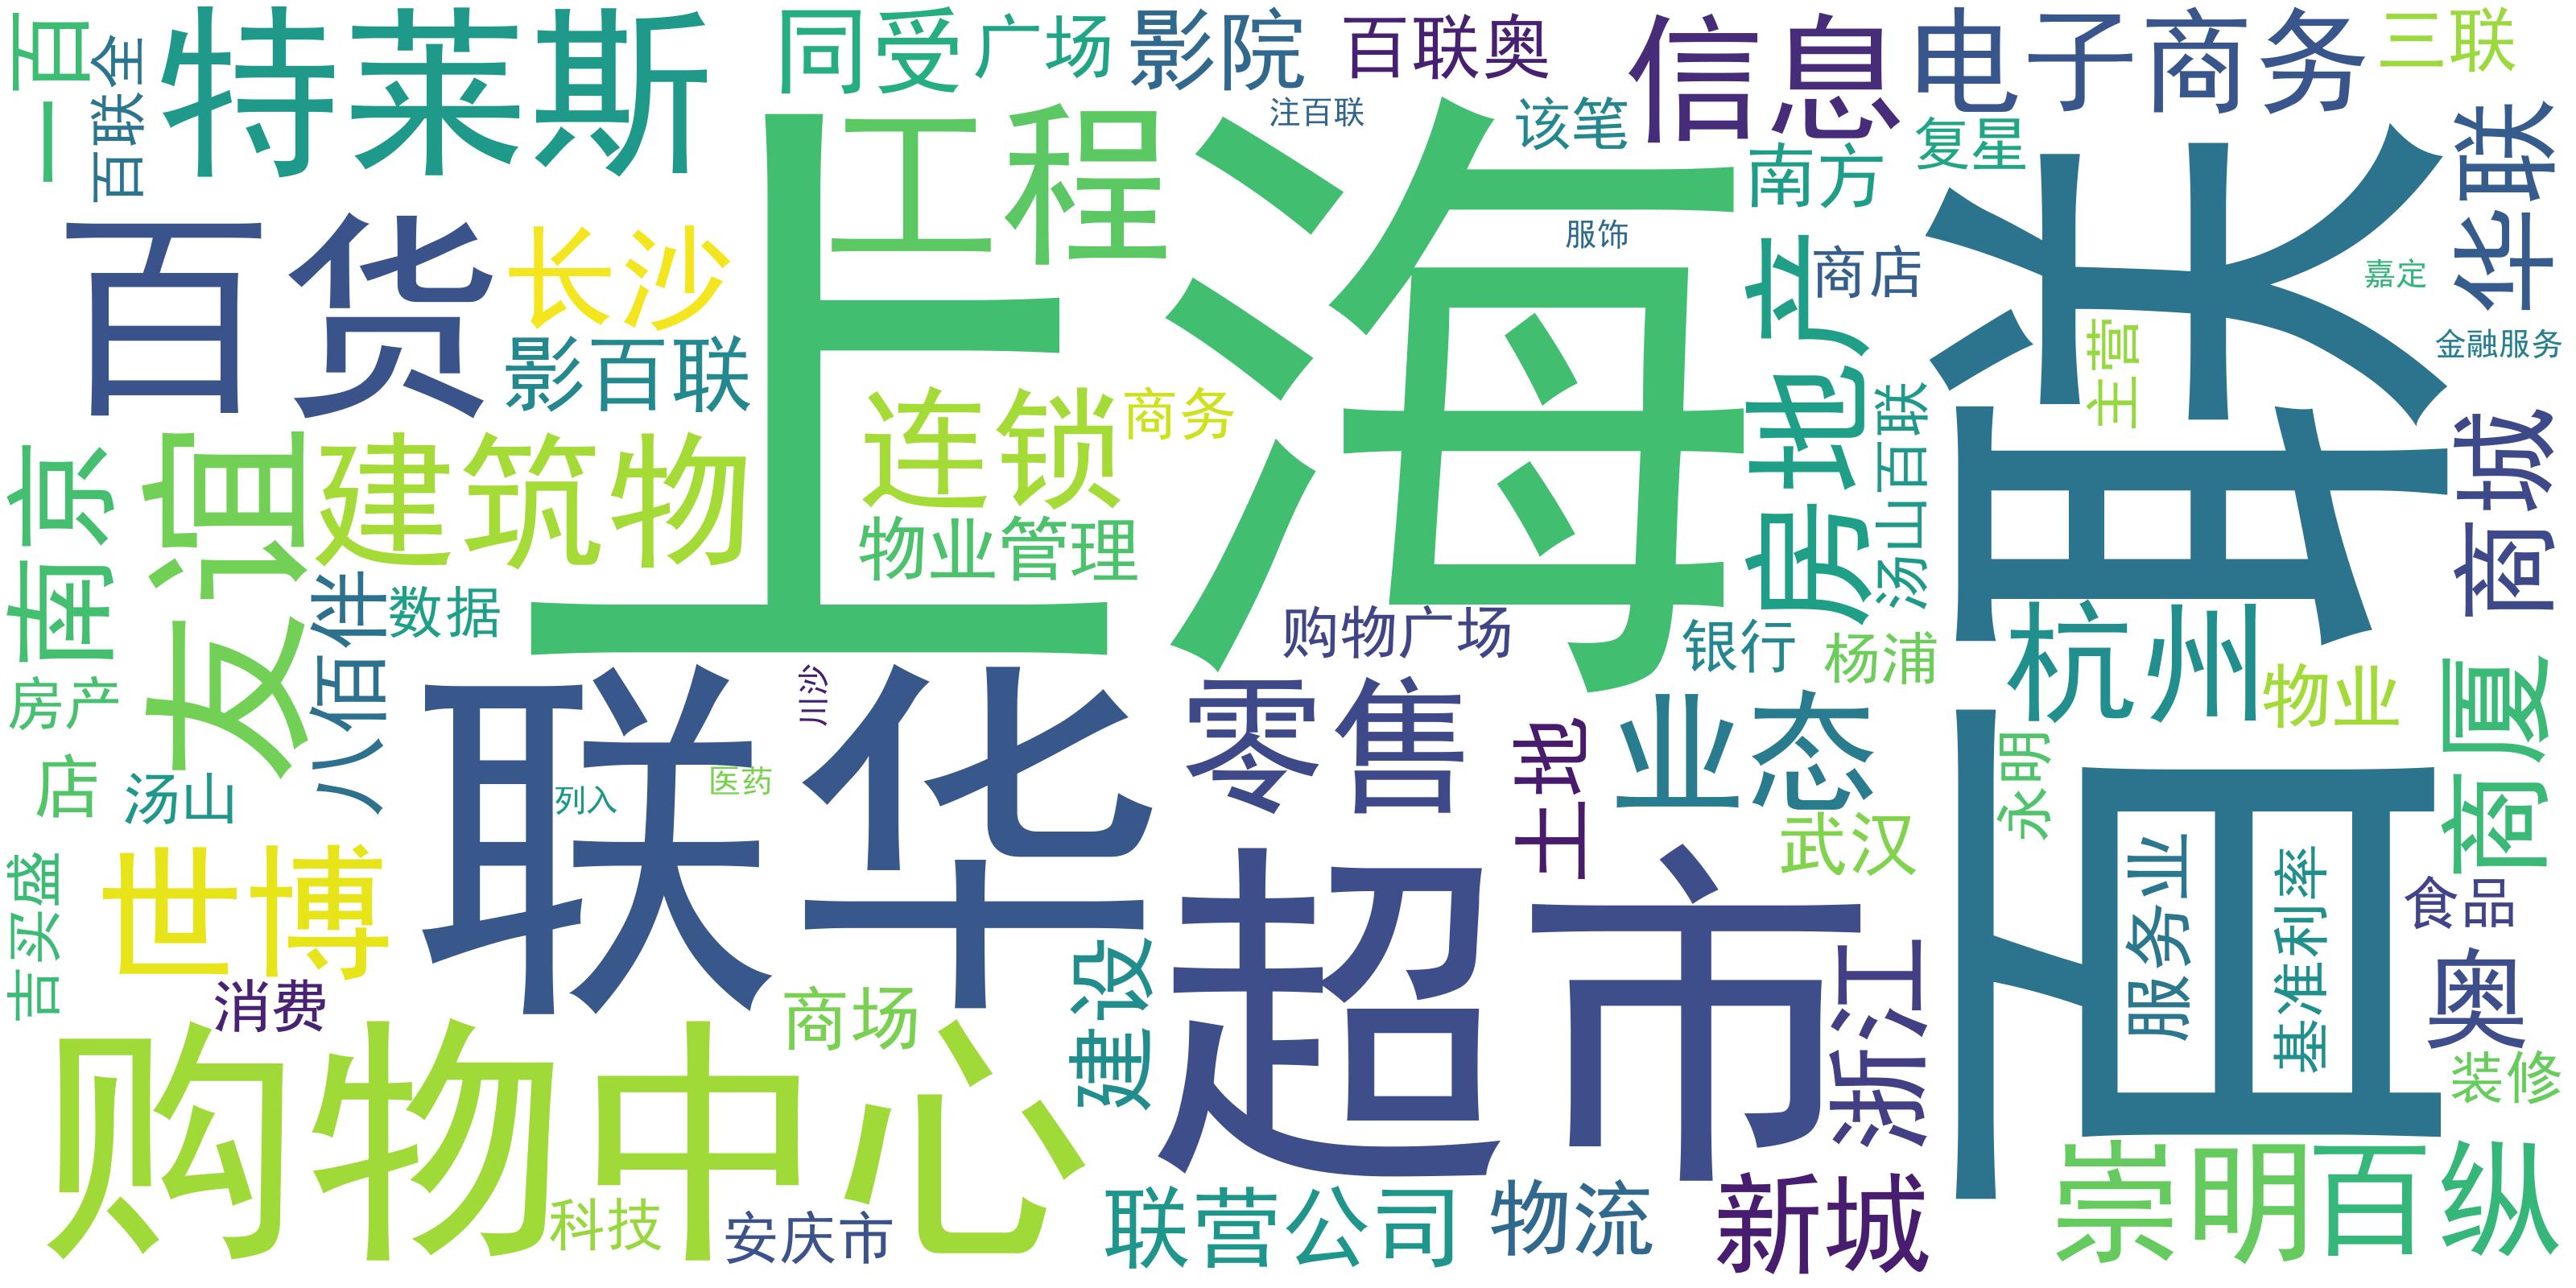 一百
百联全
特莱斯
同受
广场
影院
百联奥
信息
电子商务
三联
注百联
该笔
复星
工程
上海
南方
华联
百货
长沙
服饰
房地产
商店
百联
嘉定
金融服务
主营
影百联
连锁
商务
汤山百联
商城
南京
友谊
建筑物
物业管理
八佰伴
数据
购物广场
银行
杨浦
杭州
物业
商厦
房产
联华
川沙
零售
土地
业态
永明
店
汤山
列入
医药
武汉
世博
超市
服务业
基准利率
食品
吉买盛
消费
购物中心
商场
建设
浙江
奥
装修
科技
安庆市
联营公司
物流
新城
崇明
百纵